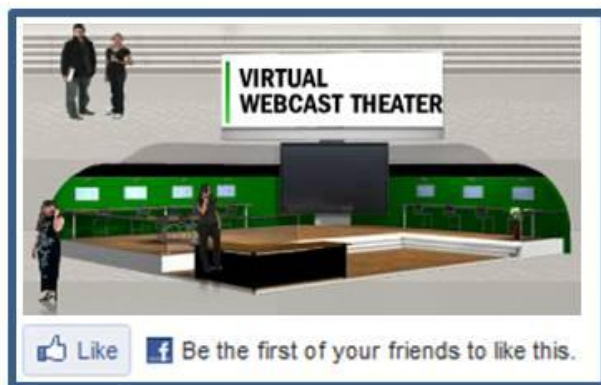 VIRTUAL
WEBCAST THEATER
Like
Be the first of your friends to like this.